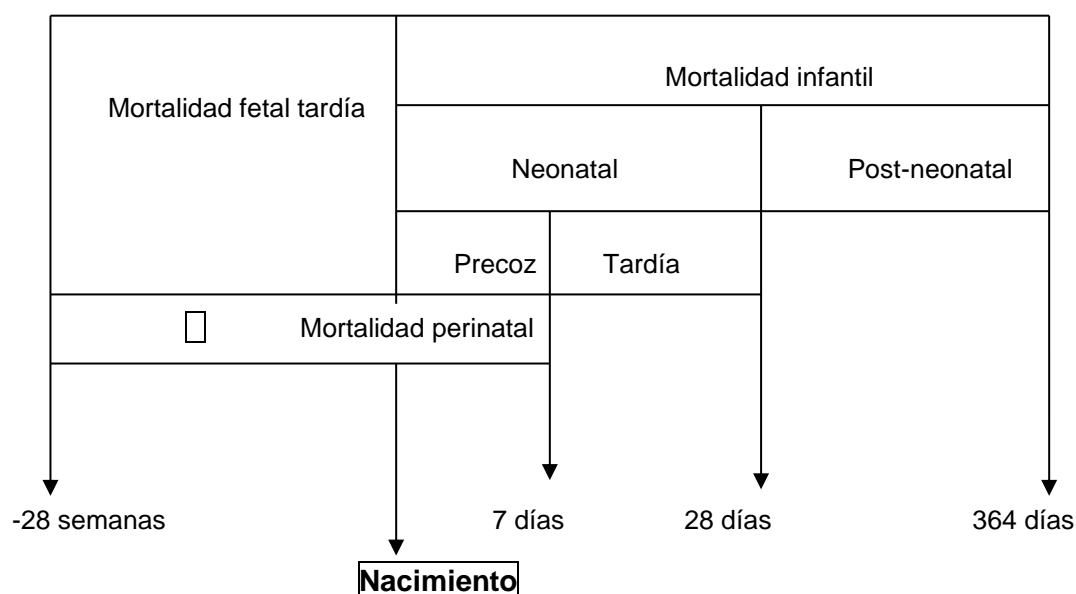 Mortalidad infantil
Mortalidad fetal tardía
Neonatal
Post-neonatal
Precoz
Tardía
Mortalidad perinatal
-28 semanas
7 días
28 días
364 días
Nacimiento